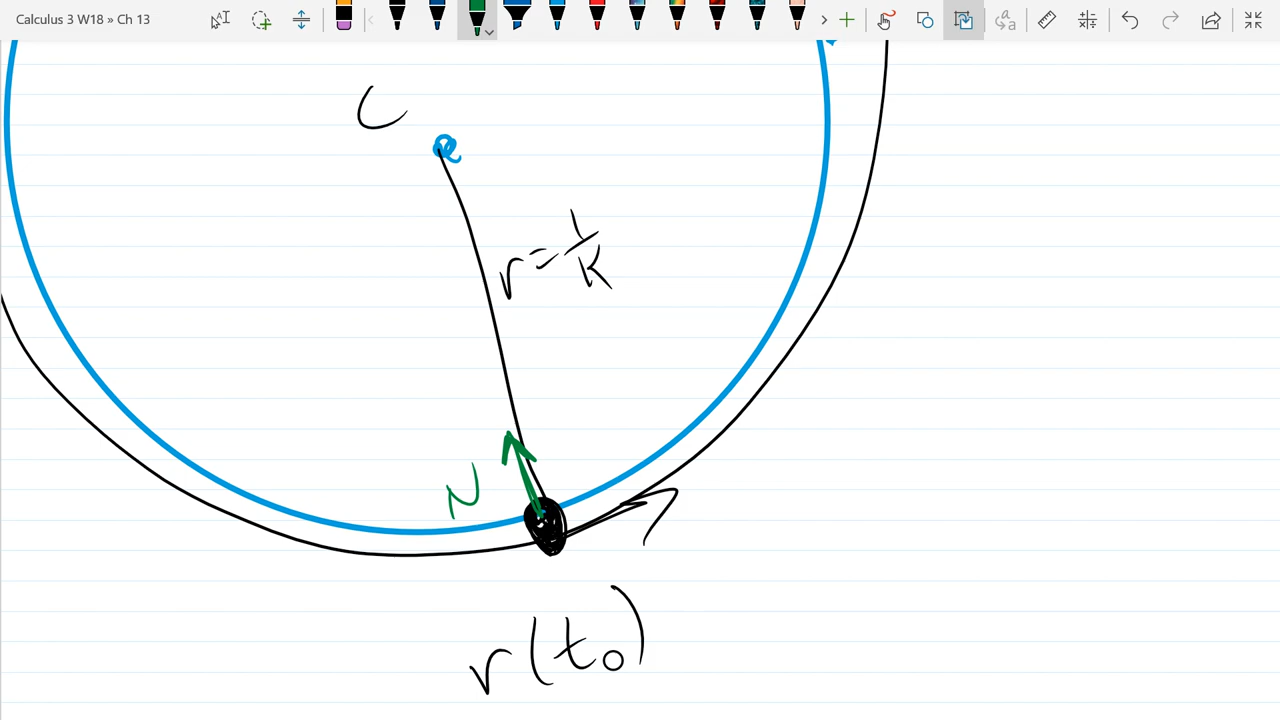 Calculus 3 W18 » Ch 13
C
r = 1/K
N
r(t₀)